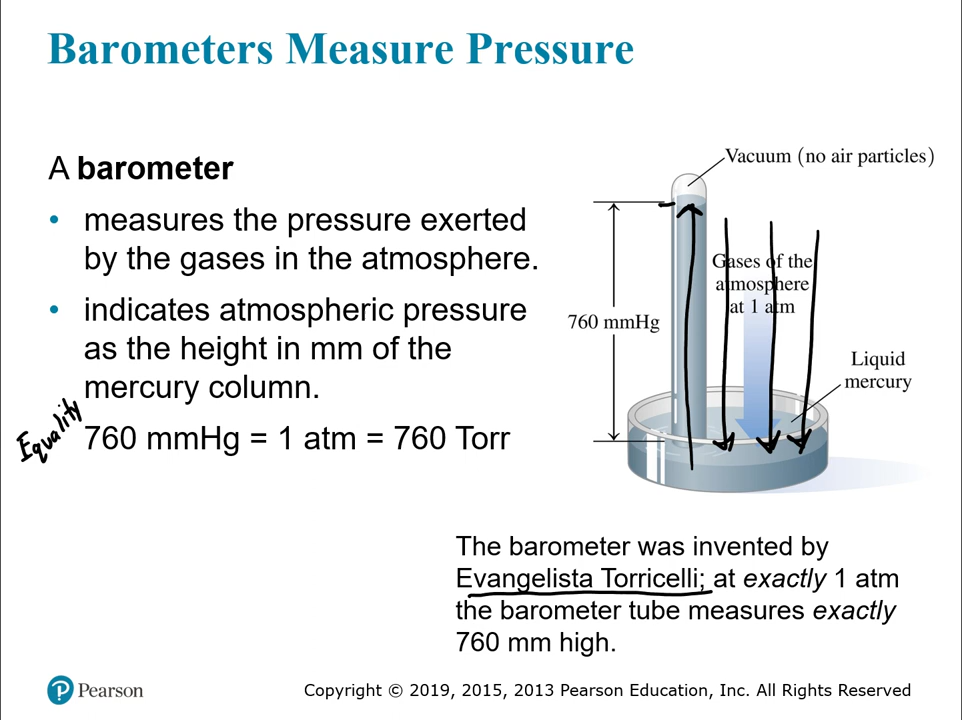 Barometers Measure Pressure
A barometer
• measures the pressure exerted
by the gases in the atmosphere.
• indicates atmospheric pressure
as the height in mm of the
mercury column.
Equality
760 mmHg = 1 atm = 760 Torr
Vacuum (no air particles)
Gases of the
atmosphere
at 1 atm
760 mmHg
Liquid
mercury
The barometer was invented by
Evangelista Torricelli; at exactly 1 atm
the barometer tube measures exactly
760 mm high.
Pearson
Copyright © 2019, 2015, 2013 Pearson Education, Inc. All Rights Reserved